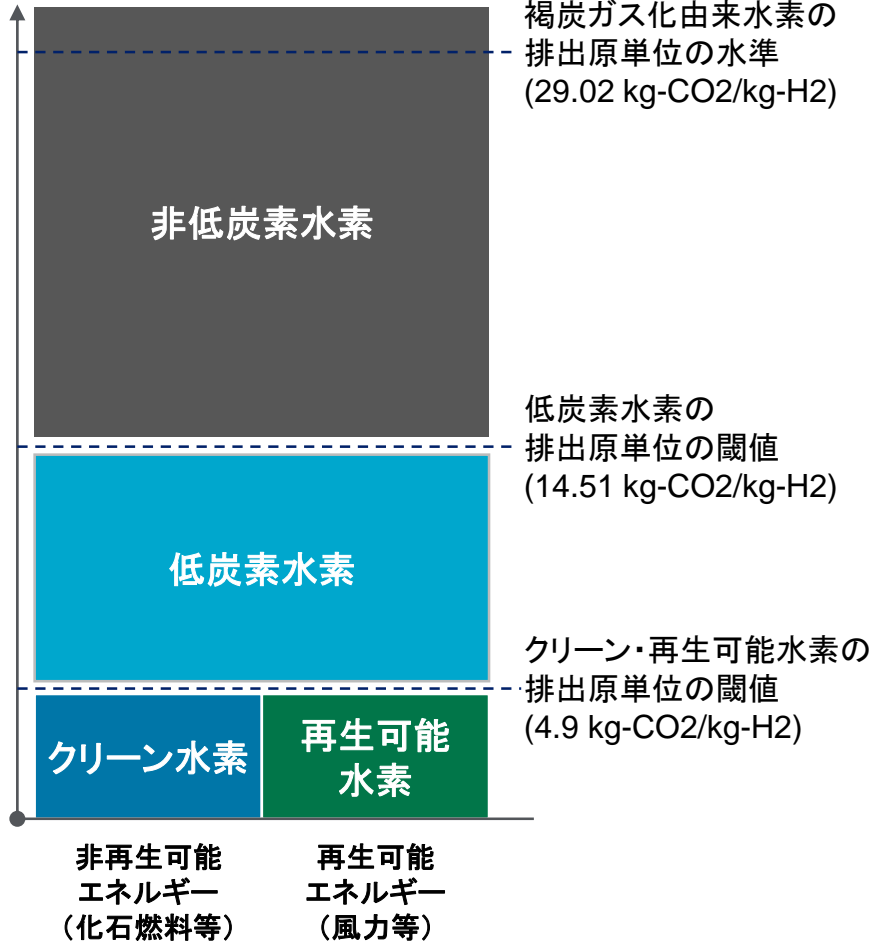 褐炭ガス化由来水素の
排出原単位の水準
(29.02 kg-CO2/kg-H2)
非低炭素水素
低炭素水素の
排出原単位の閾値
(14.51 kg-CO2/kg-H2)
低炭素水素
クリーン・再生可能水素の
排出原単位の閾値
(4.9 kg-CO2/kg-H2)
クリーン水素
再生可能
水素
非再生可能
エネルギー
（化石燃料等）
再生可能
エネルギー
（風力等）